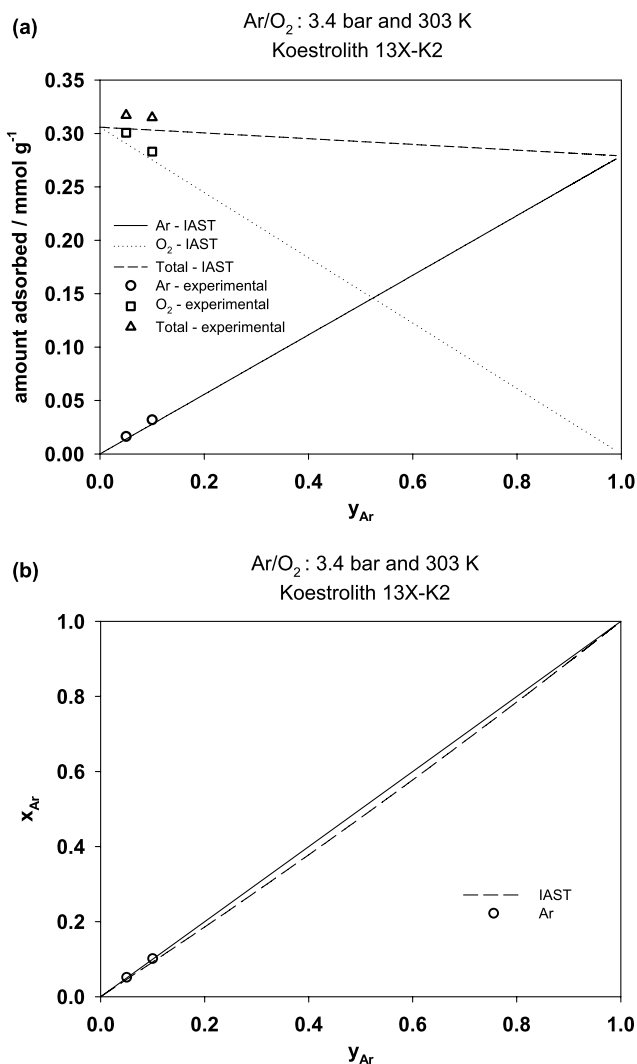 (a)
Ar/O₂ : 3.4 bar and 303 K
Koestrolith 13X-K2
amount adsorbed / mmol g⁻¹
0.35
0.30
0.25
0.20
0.15
0.10
0.05
0.00
Ar - IAST
O₂ - IAST
Total - IAST
Ar - experimental
O₂ - experimental
Total - experimental
0.0 0.2 0.4 0.6 0.8 1.0
y_Ar
(b)
Ar/O₂ : 3.4 bar and 303 K
Koestrolith 13X-K2
x_Ar
1.0
0.8
0.6
0.4
0.2
0.0
IAST
Ar
0.0 0.2 0.4 0.6 0.8 1.0
y_Ar